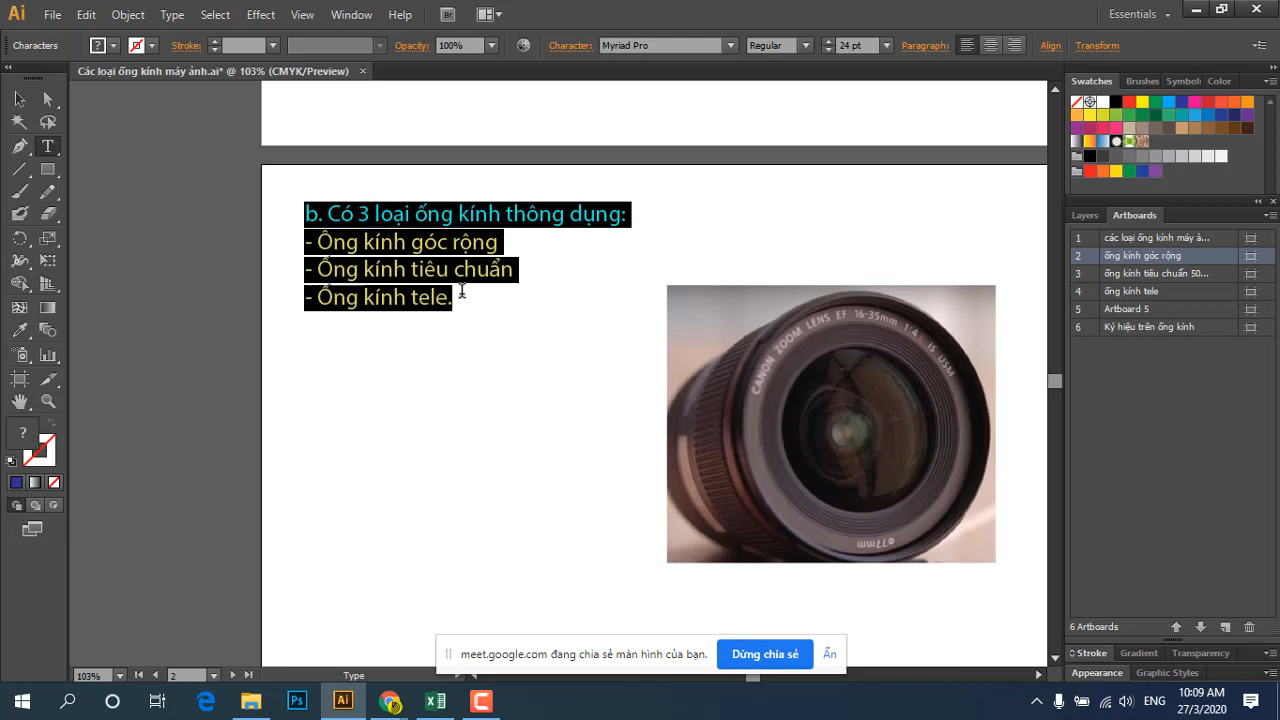 Ai File Edit Object Type Select Effect View Window Help Br Essentials
Characters ? Stroke: Opacity: 100% Character: Myriad Pro Regular 24 pt Paragraph: Align Transform
Các loại ống kính máy ảnh.ai* @ 103% (CMYK/Preview)
Swatches Brushes Symbols Color
b. Có 3 loại ống kính thông dụng:
- Ống kính góc rộng
- Ống kính tiêu chuẩn
- Ống kính tele.
CANON ZOOM LENS EF 16-35mm 1:4 IS USM
77mm
Layers Artboards
1 các loại ống kính máy ả...
2 ống kính góc rộng
3 ống kính tiêu chuẩn 50...
4 ống kính tele
5 Artboard 5
6 Ký hiệu trên ống kính
6 Artboards
Stroke Gradient Transparency
Appearance Graphic Styles
?
meet.google.com đang chia sẻ màn hình của bạn. Dừng chia sẻ Ẩn
103% 2 Type
Ps Ai ENG 10:09 AM
27/3/2020